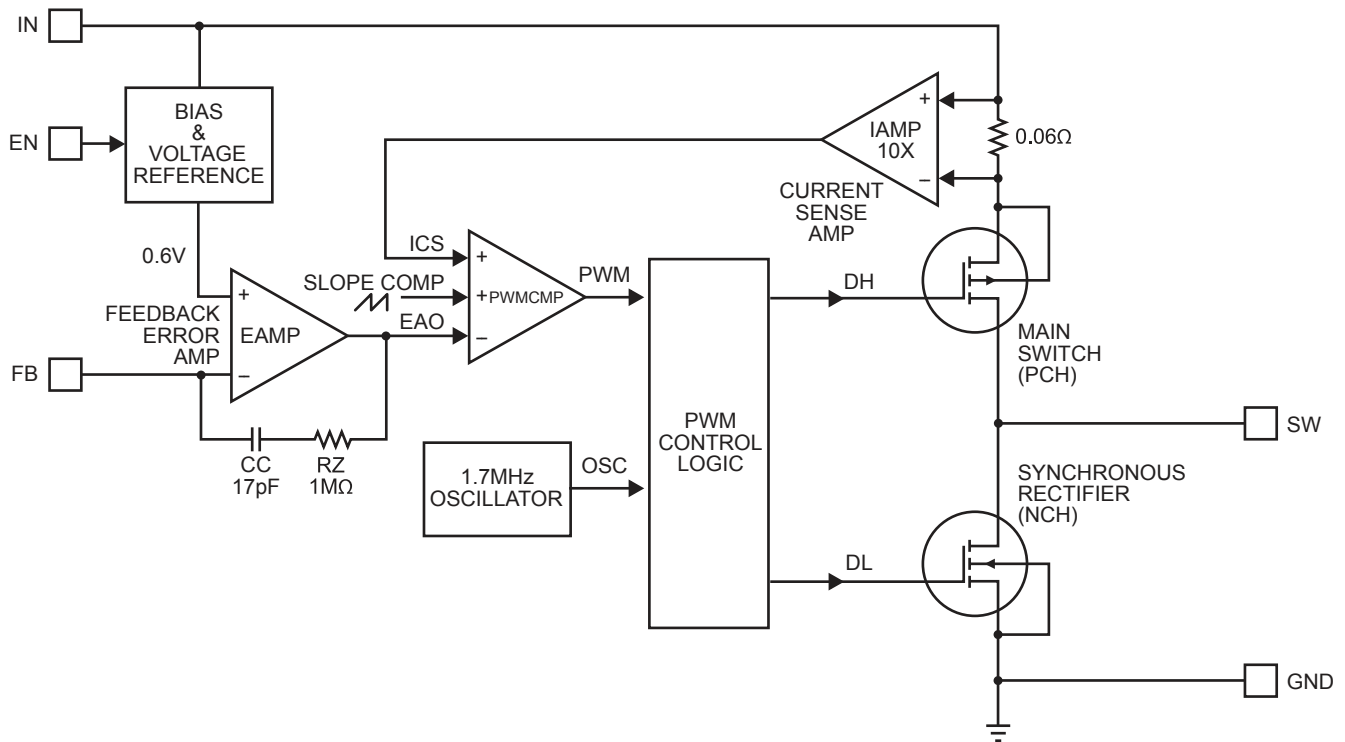 IN
BIAS
&
VOLTAGE
REFERENCE
EN
+
IAMP
10X
–
0.06Ω
CURRENT
SENSE
AMP
0.6V
ICS
+
SLOPE COMP
+
PWMCMP
PWM
EAO
–
FEEDBACK
ERROR
AMP
+
EAMP
–
FB
CC
17pF
RZ
1MΩ
1.7MHz
OSCILLATOR
OSC
PWM
CONTROL
LOGIC
DH
MAIN
SWITCH
(PCH)
SW
SYNCHRONOUS
RECTIFIER
(NCH)
DL
GND